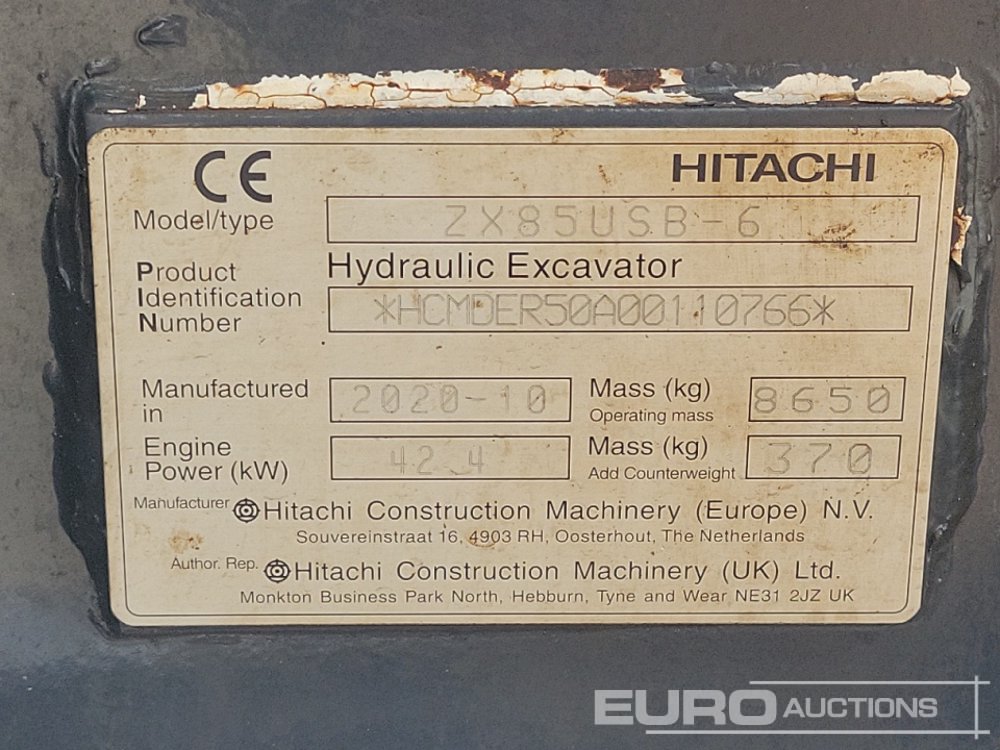 CE HITACHI
Model/type ZX85USB-6
Product Hydraulic Excavator
Identification
Number *HCMDER50A00110766*
Manufactured in 2020-10 Mass (kg) 8650
Operating mass
Engine Power (kW) 42.4 Mass (kg) 370
Add Counterweight
Manufacturer Hitachi Construction Machinery (Europe) N.V.
Souvereinstraat 16, 4903 RH, Oosterhout, The Netherlands
Author. Rep. Hitachi Construction Machinery (UK) Ltd.
Monkton Business Park North, Hebburn, Tyne and Wear NE31 2JZ UK
EURO AUCTIONS